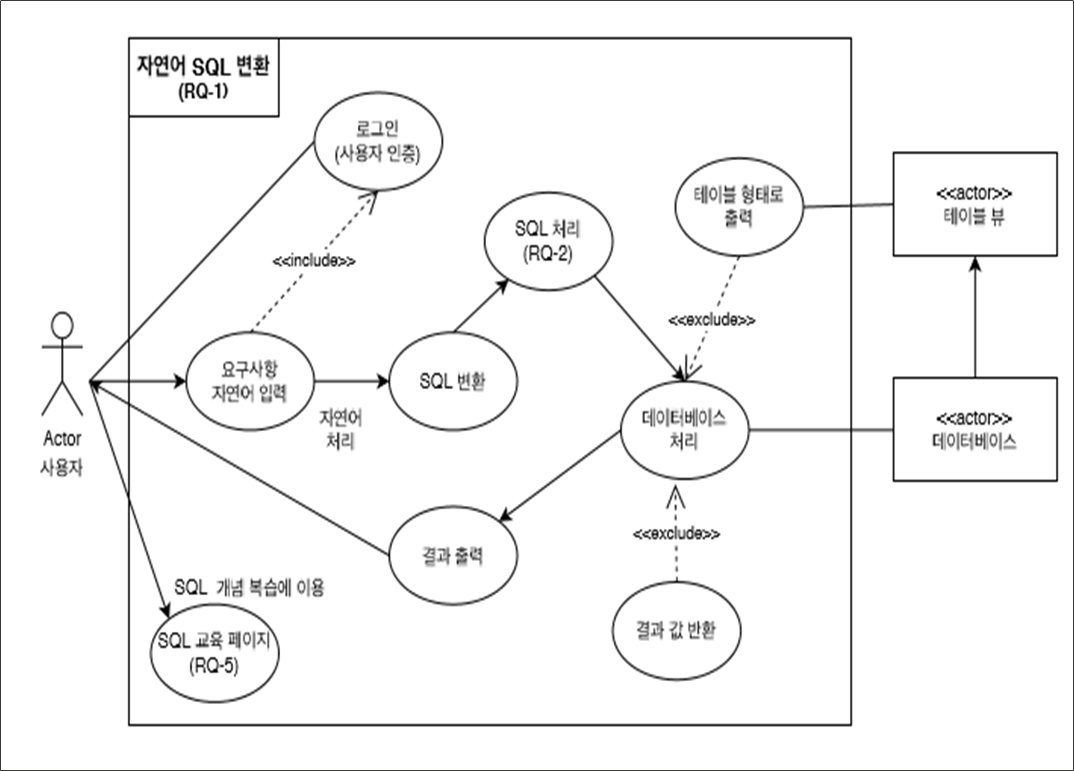 자연어 SQL 변환
(RQ-1)
로그인
(사용자 인증)
<<include>>
SQL 처리
(RQ-2)
테이블 형태로
출력
<<actor>>
테이블 뷰
<<exclude>>
요구사항
자연어 입력
자연어
처리
SQL 변환
데이터베이스
처리
<<actor>>
데이터베이스
Actor
사용자
<<exclude>>
결과 출력
SQL 개념 복습에 이용
SQL 교육 페이지
(RQ-5)
결과 값 반환